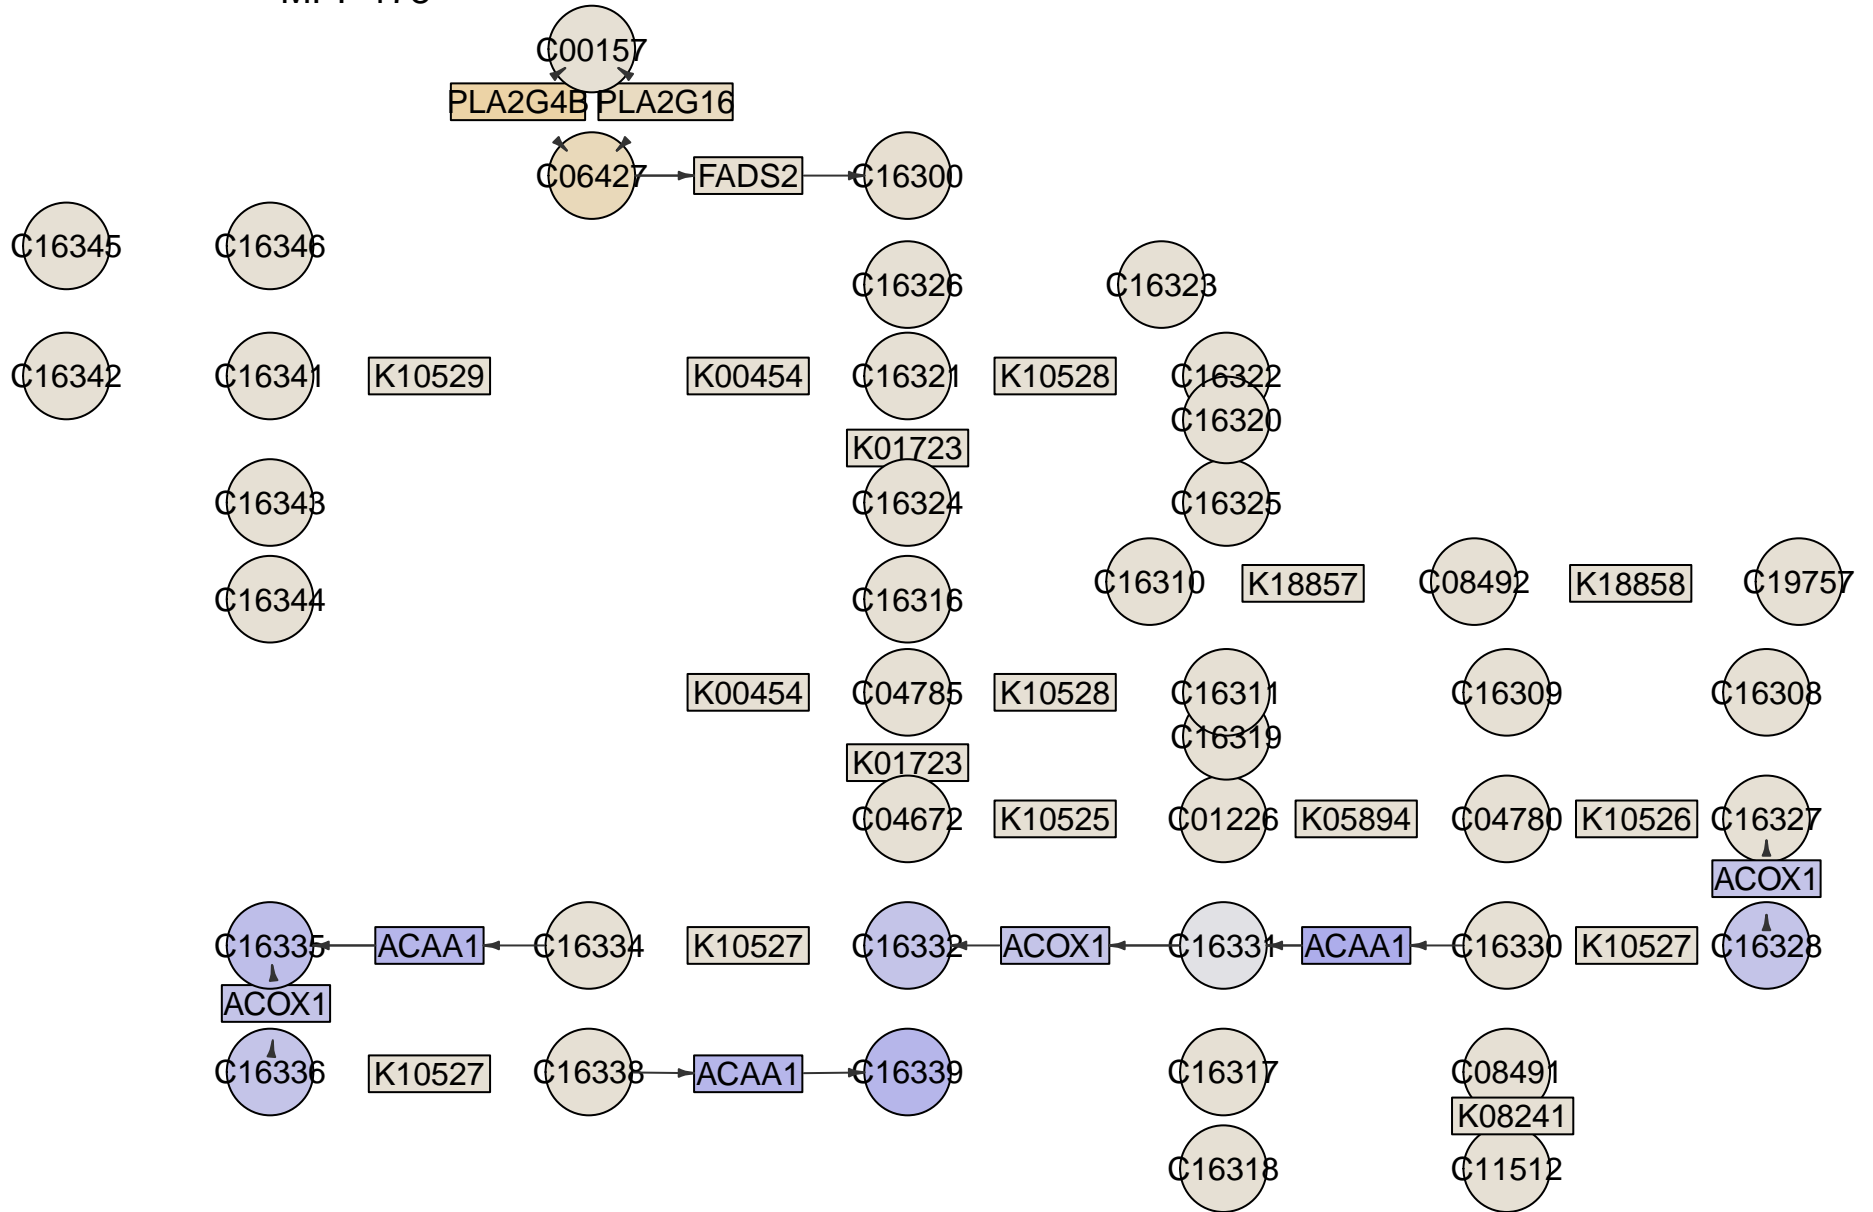 C00157
PLA2G4B PLA2G16
C06427 FADS2 C16300
C16345 C16346
C16326 C16323
C16342 C16341 K10529 K00454 C16321 K10528 C16322
C16320
K01723
C16343 C16324 C16325
C16310 K18857 C08492 K18858 C19757
C16344 C16316
K00454 C04785 K10528 C16311 C16309 C16308
C16319
K01723
C04672 K10525 C01226 K05894 C04780 K10526 C16327
ACOX1
C16335 ACAA1 C16334 K10527 C16332 ACOX1 C16331 ACAA1 C16330 K10527 C16328
ACOX1
C16336 K10527 C16338 ACAA1 C16339 C16317 C08491
K08241
C16318 C11512